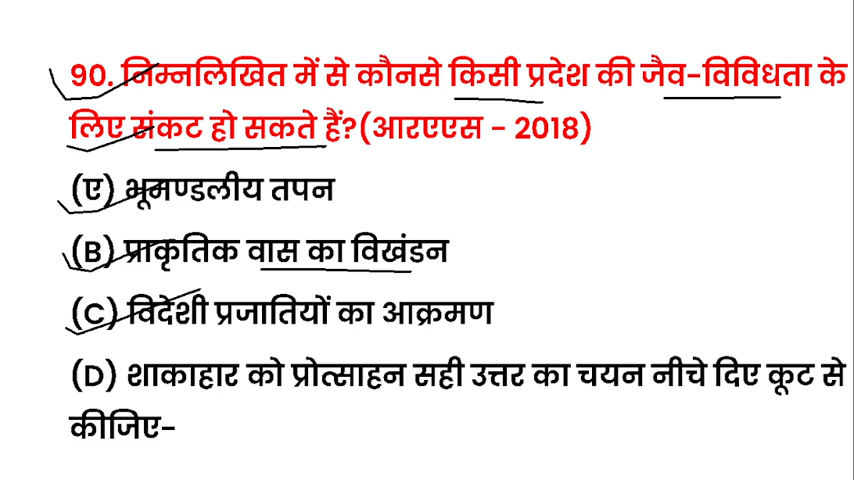 90. निम्नलिखित में से कौनसे किसी प्रदेश की जैव-विविधता के
लिए संकट हो सकते हैं?(आरएएस - 2018)
(ए) भूमण्डलीय तपन
(B) प्राकृतिक वास का विखंडन
(C) विदेशी प्रजातियों का आक्रमण
(D) शाकाहार को प्रोत्साहन सही उत्तर का चयन नीचे दिए कूट से
कीजिए-